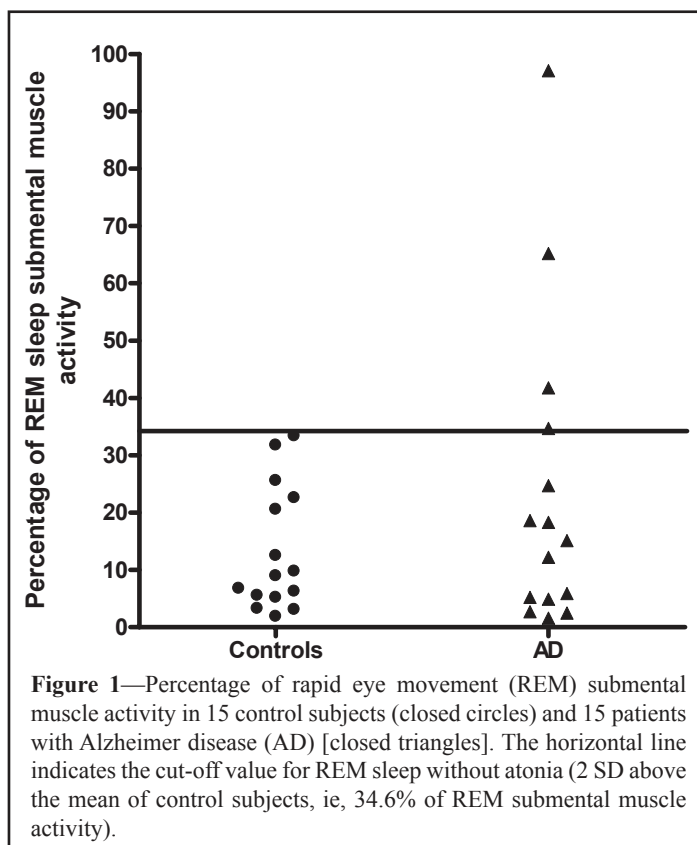 Percentage of REM sleep submental muscle
activity
100
90
80
70
60
50
40
30
20
10
0
Controls
AD
Figure 1—Percentage of rapid eye movement (REM) submental
muscle activity in 15 control subjects (closed circles) and 15 patients
with Alzheimer disease (AD) [closed triangles]. The horizontal line
indicates the cut-off value for REM sleep without atonia (2 SD above
the mean of control subjects, ie, 34.6% of REM submental muscle
activity).